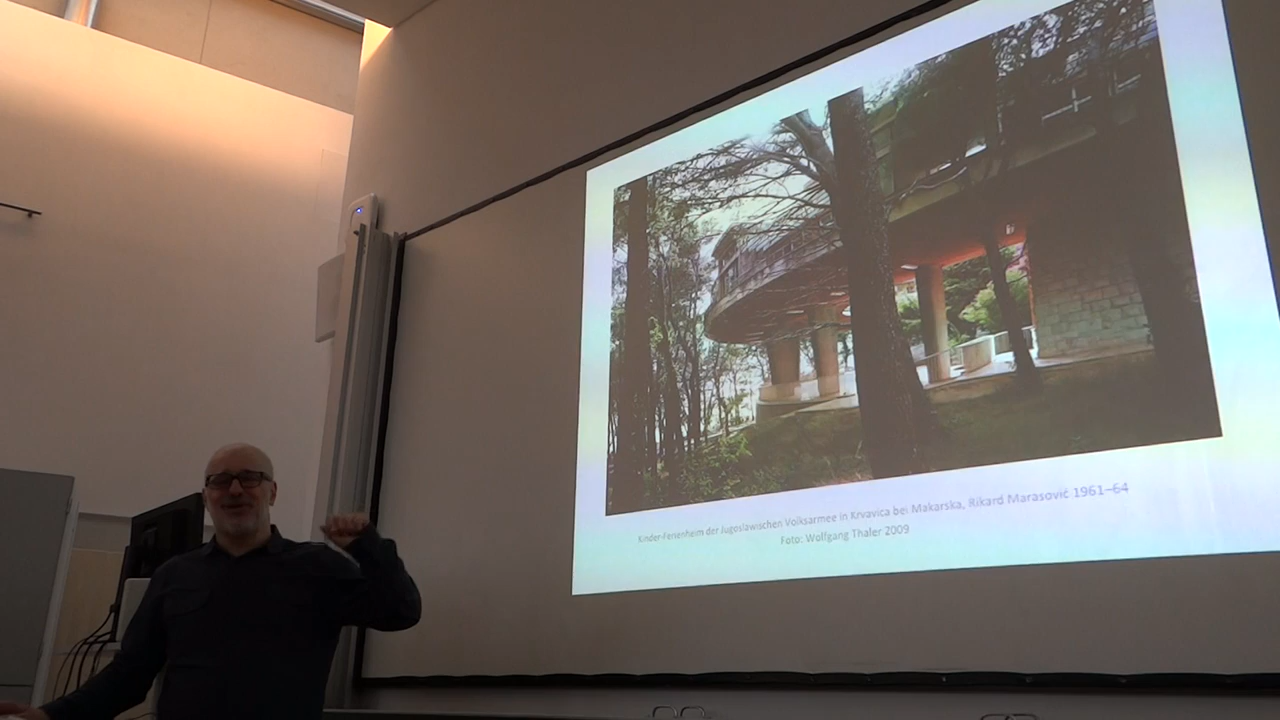 Kinder-Ferienheim der Jugoslawischen Volksarmee in Krvavica bei Makarska, Rikard Marasović 1961–64
Foto: Wolfgang Thaler 2009